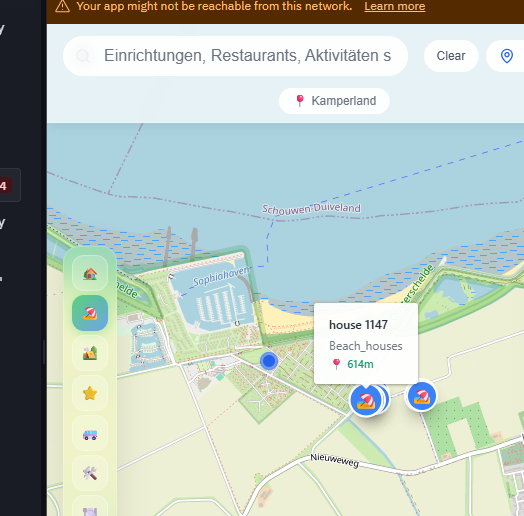 Your app might not be reachable from this network. Learn more
Einrichtungen, Restaurants, Aktivitäten s
Clear
Kamperland
4
y
Schouwen Duiveland
Sophiahaven
house 1147
Beach_houses
614m
Nieuweweg